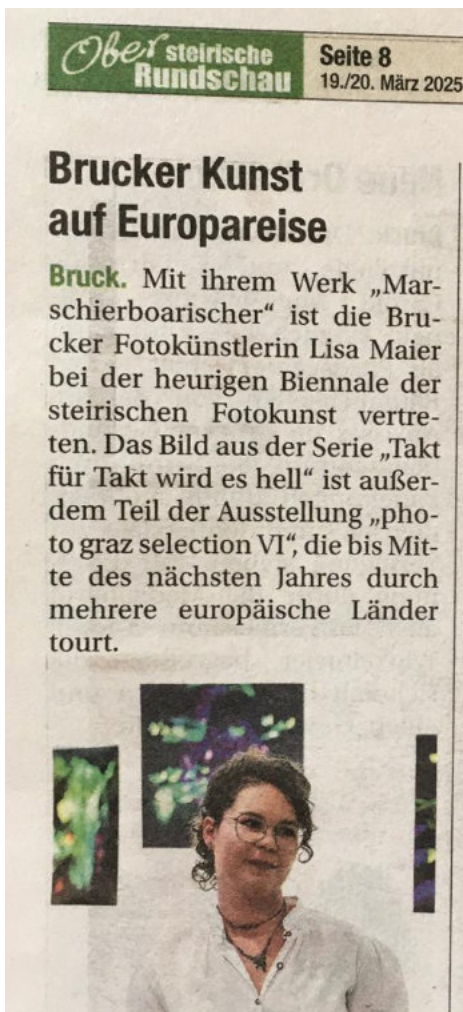 Obersteirische
Rundschau
Seite 8
19./20. März 2025
Brucker Kunst
auf Europareise
Bruck. Mit ihrem Werk „Mar-
schierboarischer“ ist die Bru-
cker Fotokünstlerin Lisa Maier
bei der heurigen Biennale der
steirischen Fotokunst vertre-
ten. Das Bild aus der Serie „Takt
für Takt wird es hell“ ist außer-
dem Teil der Ausstellung „pho-
to graz selection VI“, die bis Mit-
te des nächsten Jahres durch
mehrere europäische Länder
tourt.